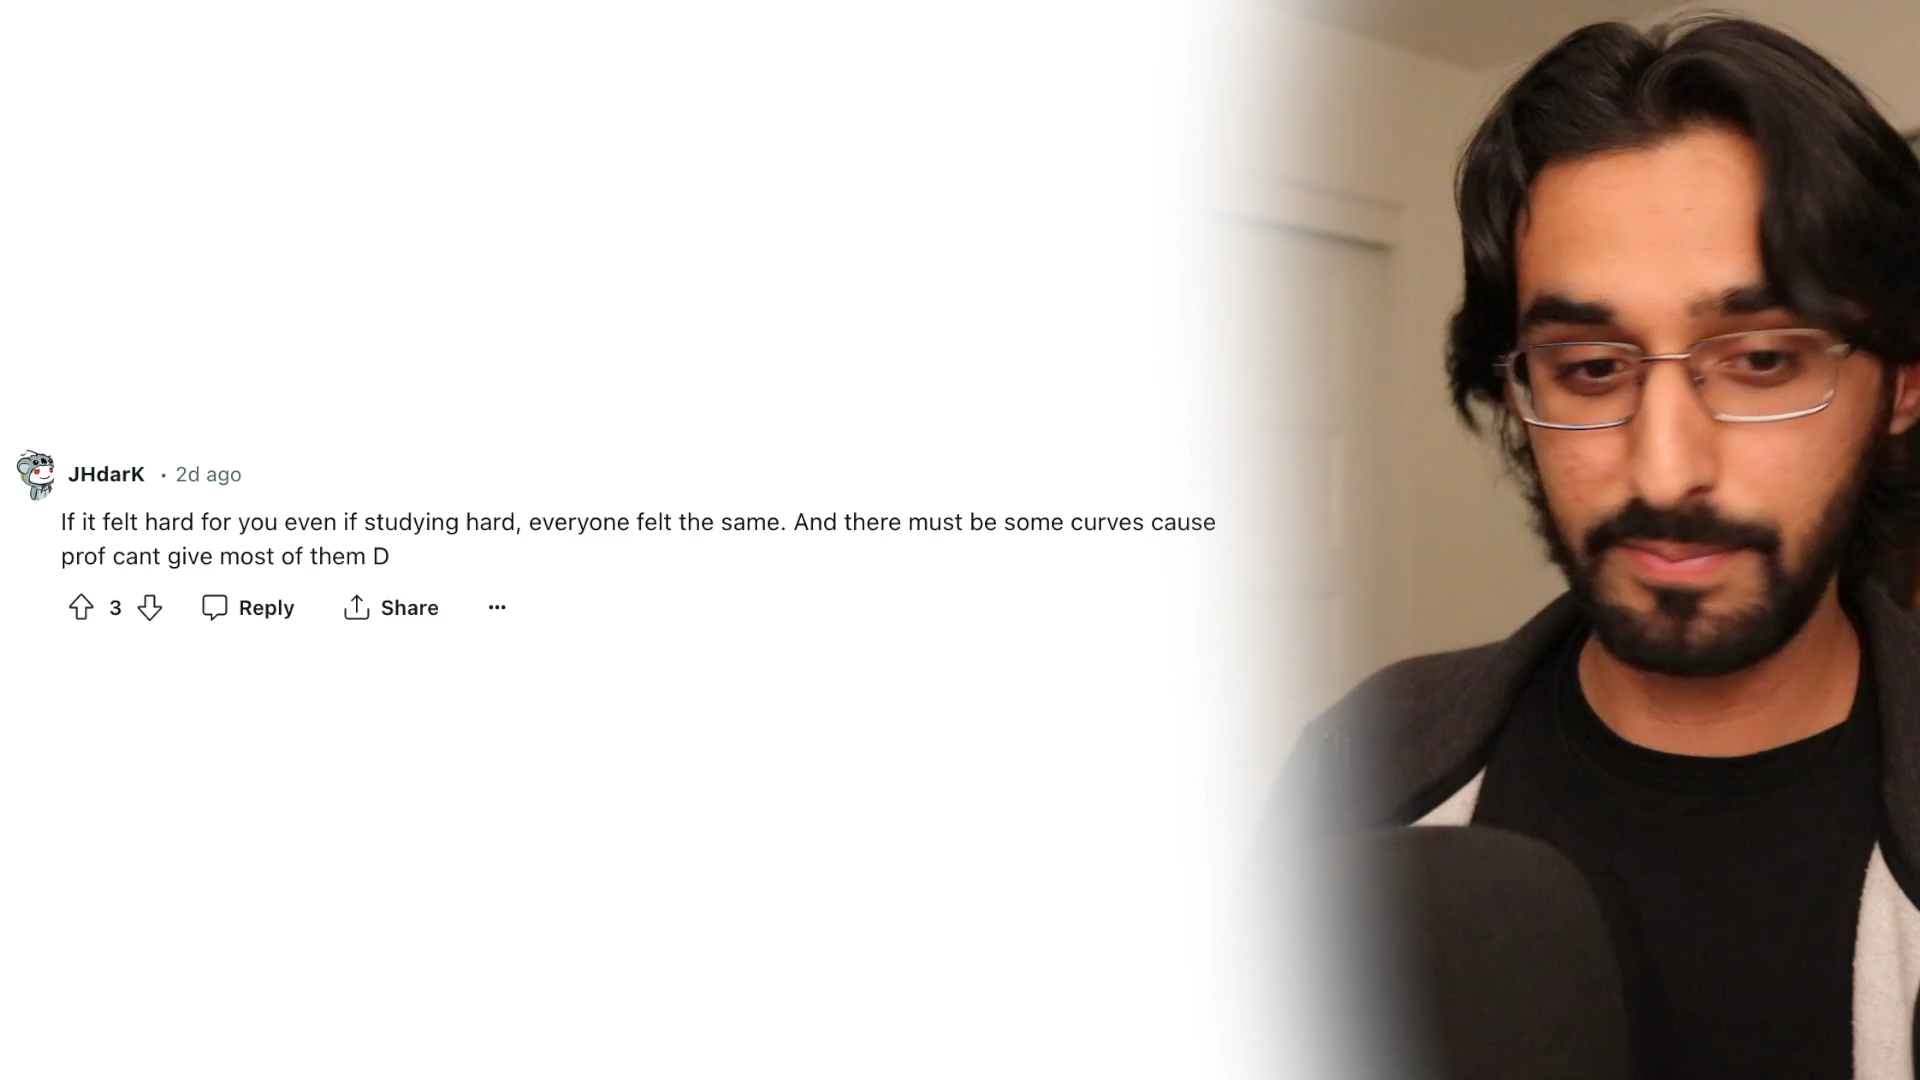 JHdarK · 2d ago
If it felt hard for you even if studying hard, everyone felt the same. And there must be some curves cause
prof cant give most of them D
3 Reply Share ···